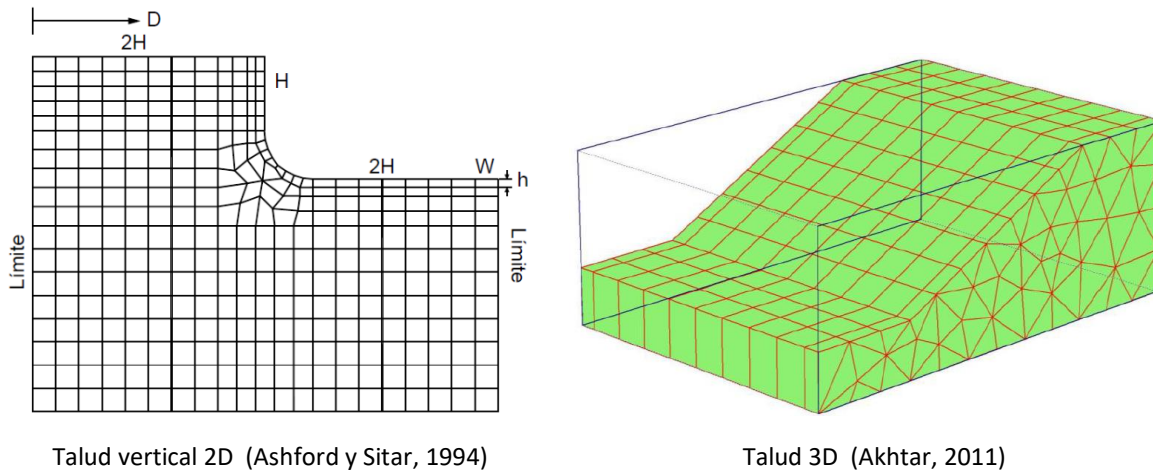 D
2H
H
2H
W
h
Límite
Límite
Talud vertical 2D (Ashford y Sitar, 1994)
Talud 3D (Akhtar, 2011)